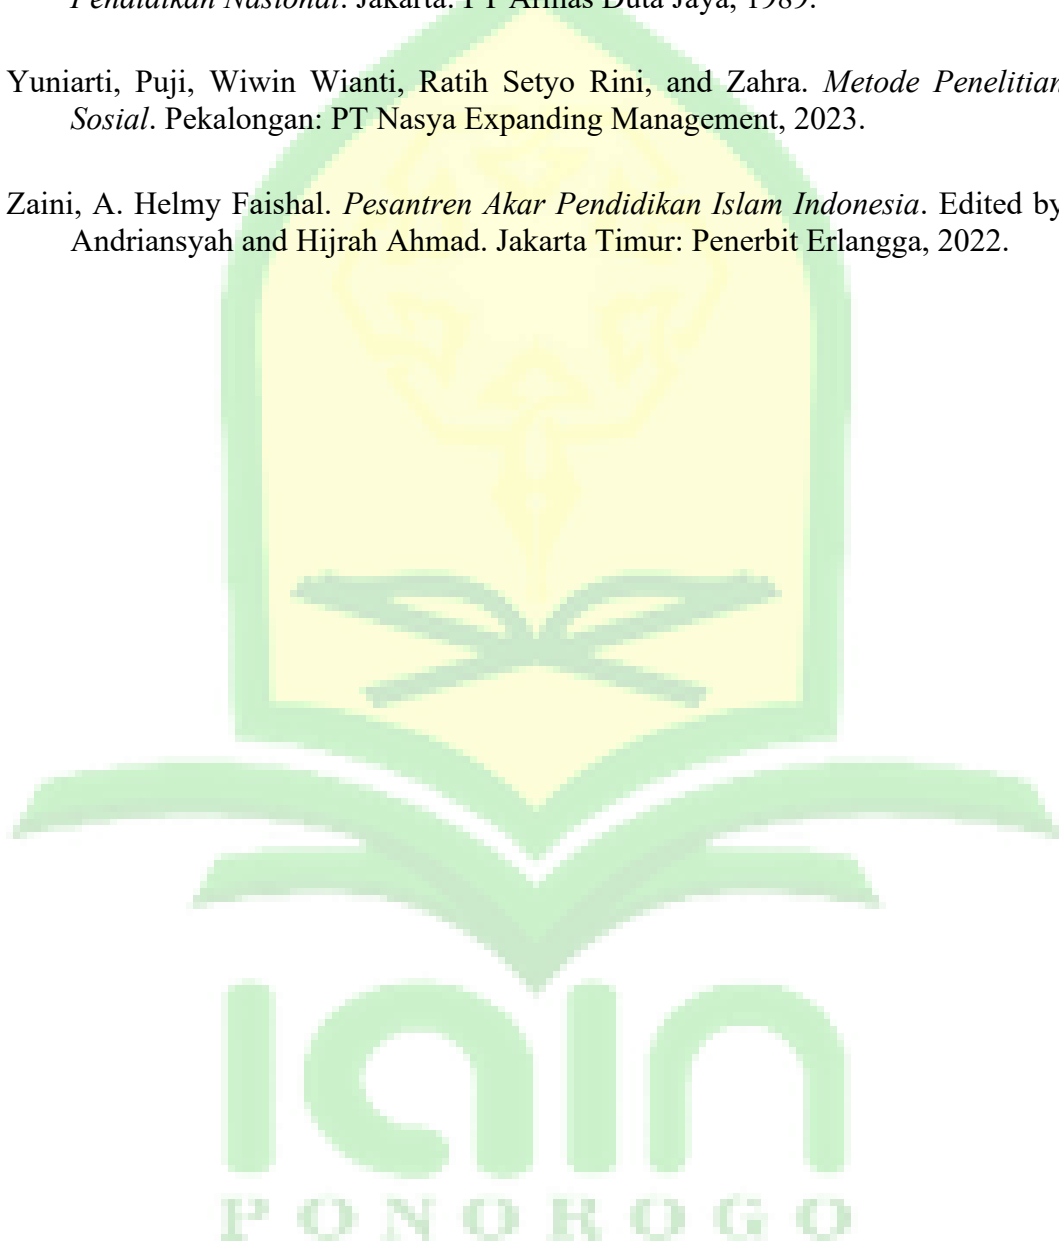 Pendidikan Nasional. Jakarta: PT Armas Duta Jaya, 1989.
Yuniarti, Puji, Wiwin Wianti, Ratih Setyo Rini, and Zahra. Metode Penelitian
Sosial. Pekalongan: PT Nasya Expanding Management, 2023.
Zaini, A. Helmy Faishal. Pesantren Akar Pendidikan Islam Indonesia. Edited by
Andriansyah and Hijrah Ahmad. Jakarta Timur: Penerbit Erlangga, 2022.
iain
PONOROGO